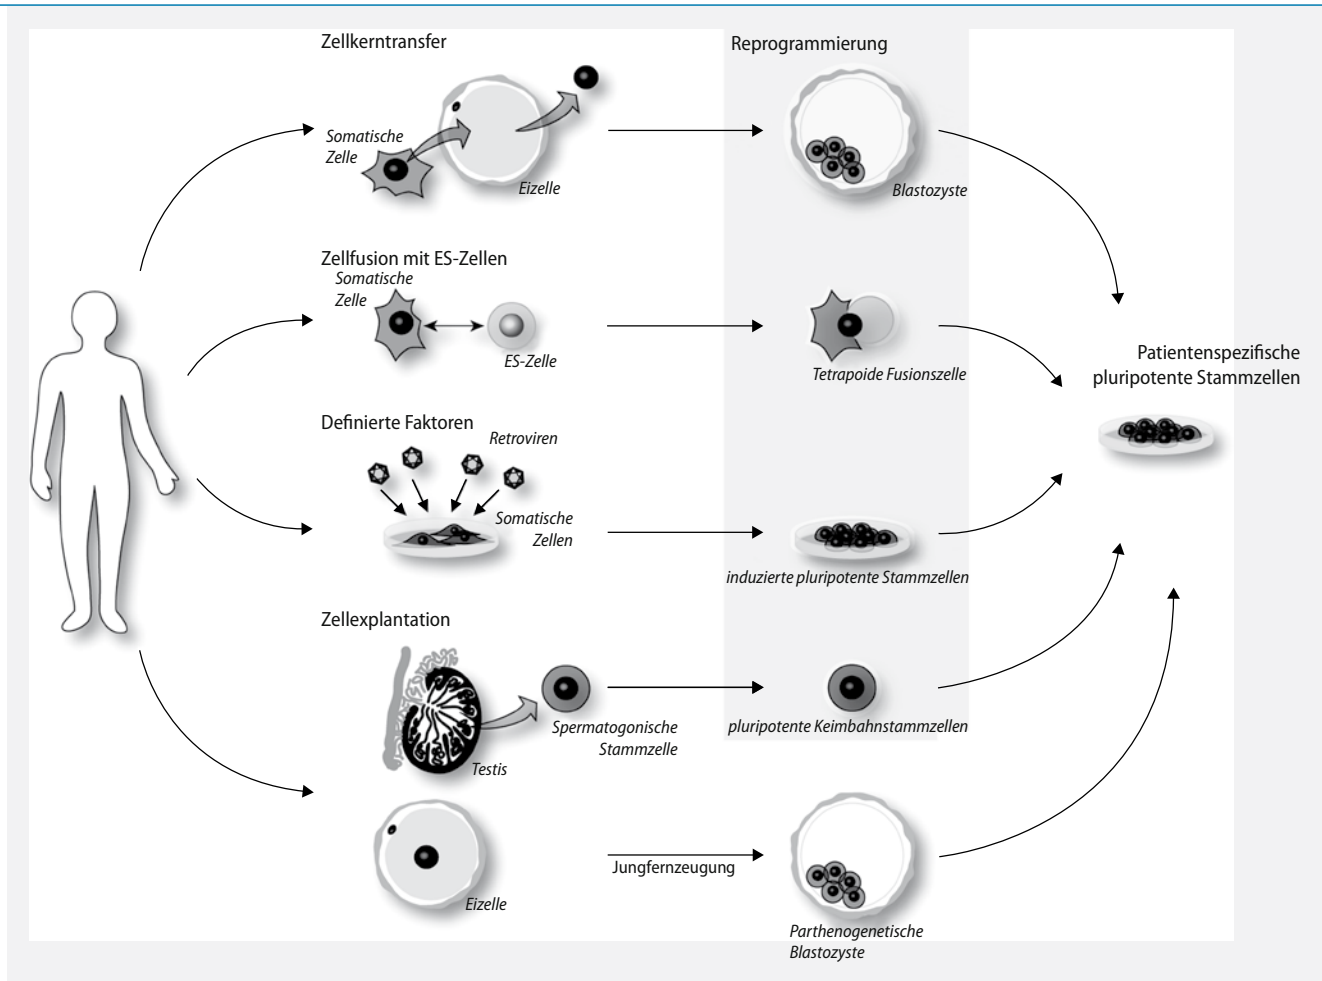 Zellkerntransfer
Reprogrammierung
Somatische
Zelle
Eizelle
Blastozyste
Zellfusion mit ES-Zellen
Somatische
Zelle
ES-Zelle
Tetrapoide Fusionszelle
Patientenspezifische
pluripotente Stammzellen
Definierte Faktoren
Retroviren
Somatische
Zellen
induzierte pluripotente Stammzellen
Zellexplantation
Spermatogonische
Stammzelle
pluripotente Keimbahnstammzellen
Testis
Jungfernzeugung
Eizelle
Parthenogenetische
Blastozyste